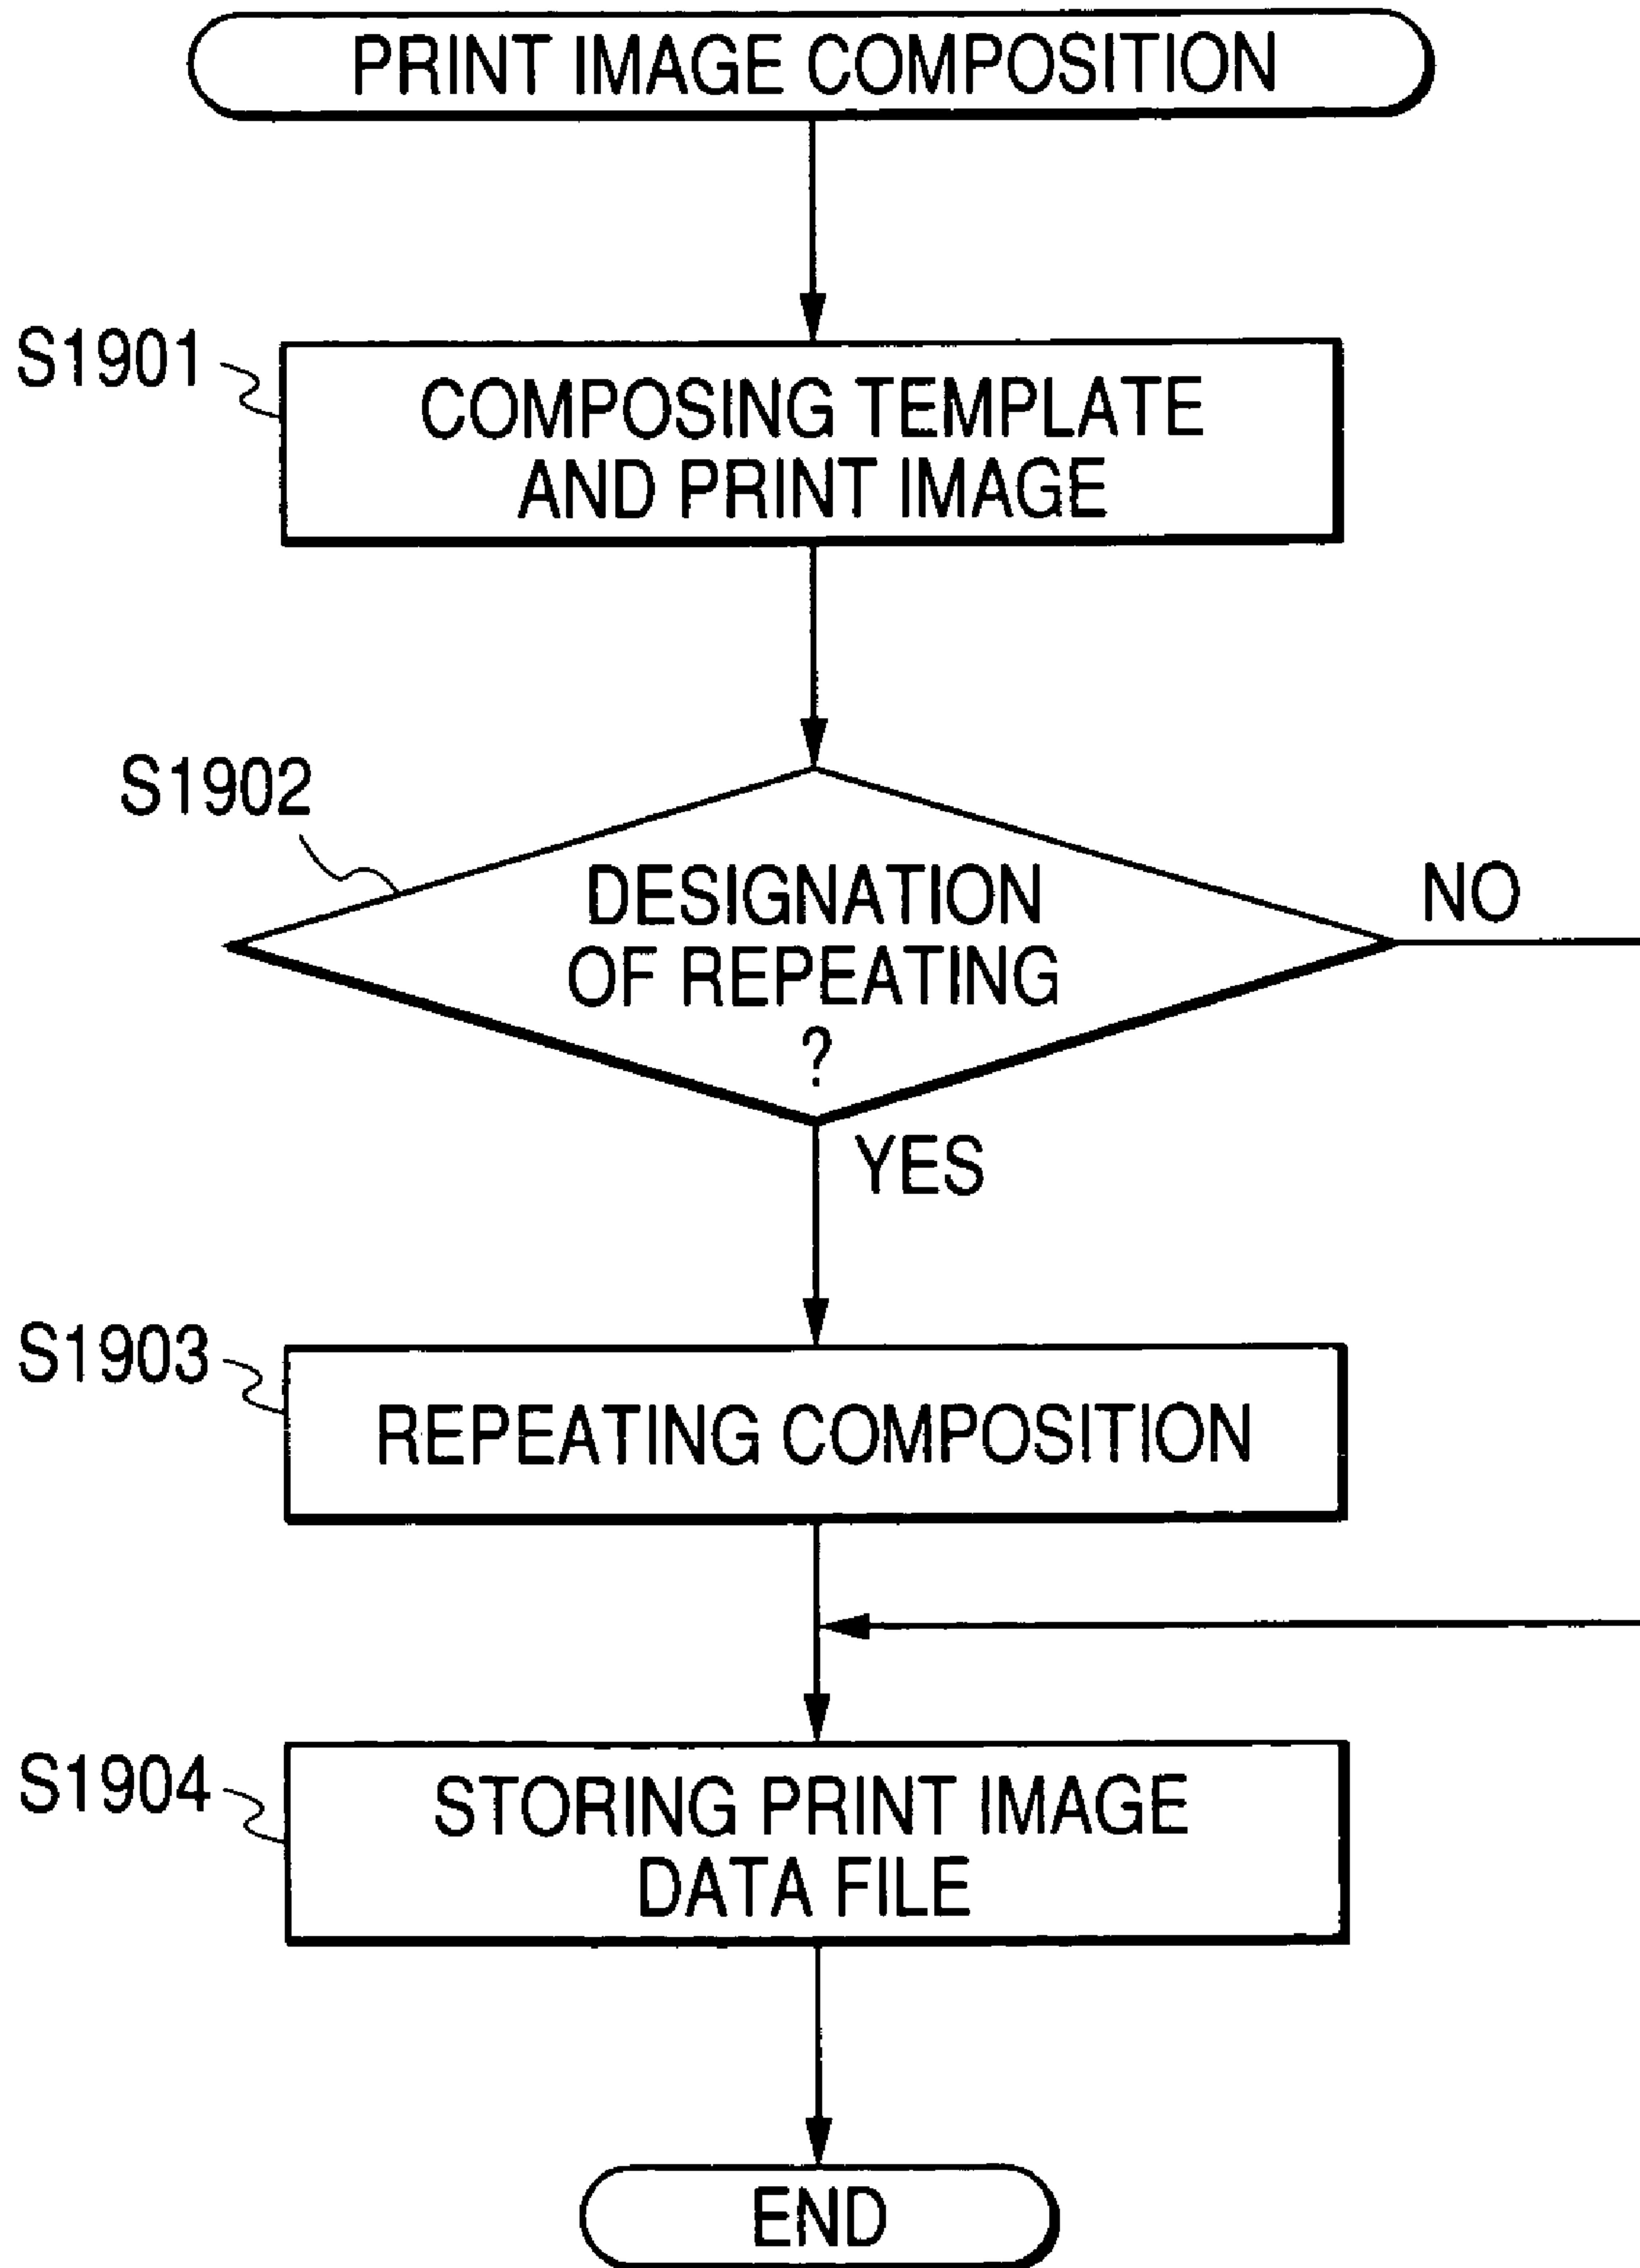 PRINT IMAGE COMPOSITION
S1901
COMPOSING TEMPLATE
AND PRINT IMAGE
S1902
DESIGNATION
OF REPEATING
?
NO
YES
S1903
REPEATING COMPOSITION
S1904
STORING PRINT IMAGE
DATA FILE
END